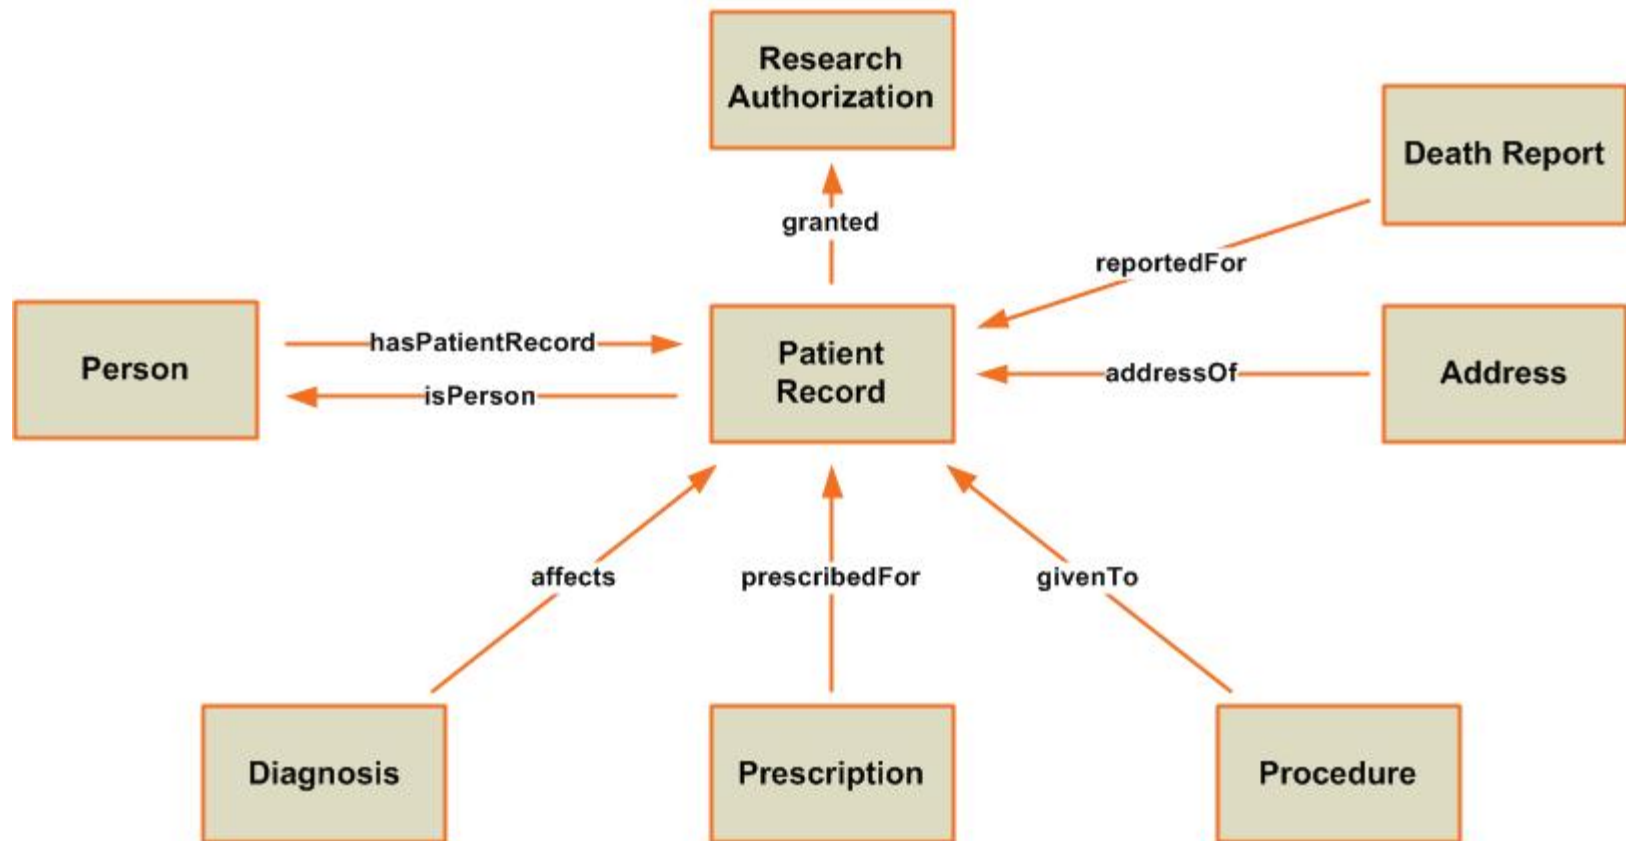 Research
Authorization
Death Report
granted
reportedFor
Person
hasPatientRecord
isPerson
Patient
Record
addressOf
Address
affects
prescribedFor
givenTo
Diagnosis
Prescription
Procedure